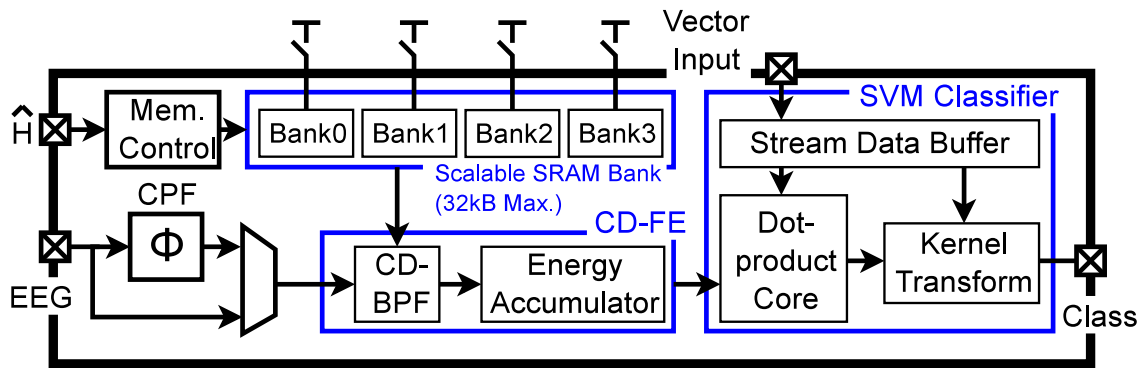 Vector
Input
Ĥ
Mem.
Control
Bank0
Bank1
Bank2
Bank3
Scalable SRAM Bank
(32kB Max.)
SVM Classifier
Stream Data Buffer
CPF
Φ
EEG
CD-FE
CD-
BPF
Energy
Accumulator
Dot-
product
Core
Kernel
Transform
Class